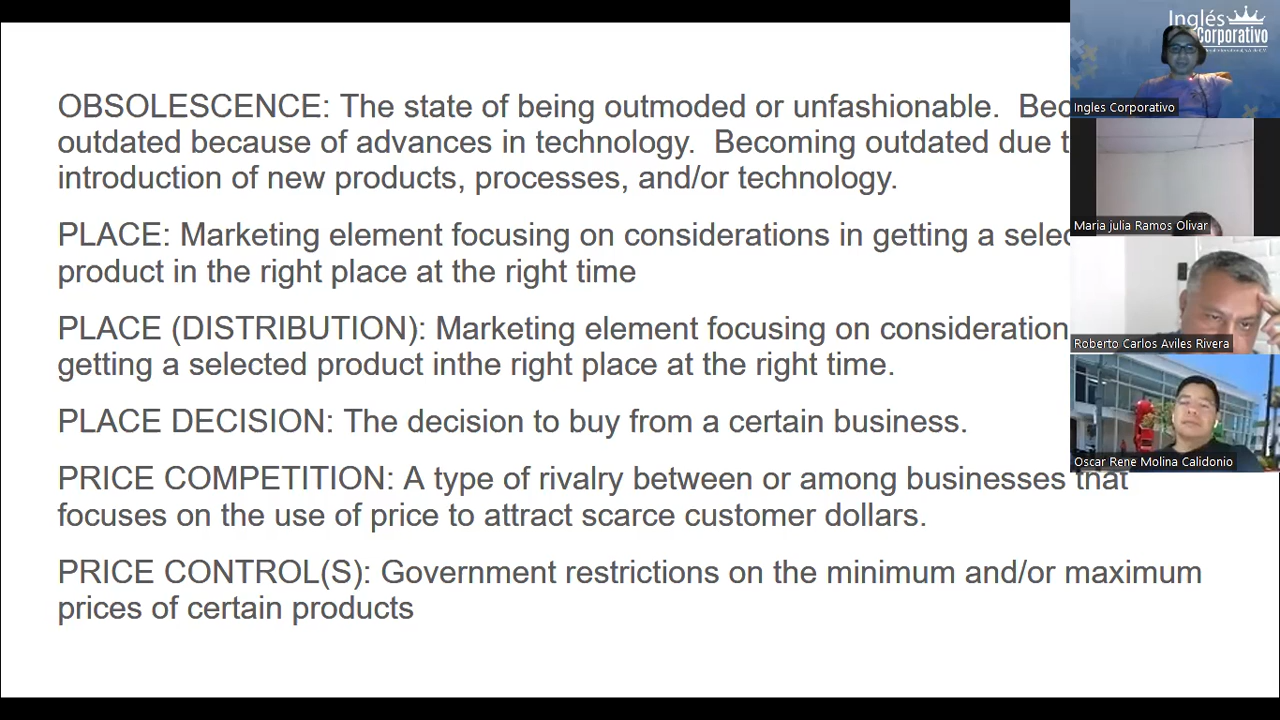 OBSOLESCENCE: The state of being outmoded or unfashionable.
outdated because of advances in technology. Becoming outdated due
introduction of new products, processes, and/or technology.
PLACE: Marketing element focusing on considerations in getting a
product in the right place at the right time
PLACE (DISTRIBUTION): Marketing element focusing on
getting a selected product inthe right place at the right time.
PLACE DECISION: The decision to buy from a certain business.
PRICE COMPETITION: A type of rivalry between or among businesses that
focuses on the use of price to attract scarce customer dollars.
PRICE CONTROL(S): Government restrictions on the minimum and/or maximum
prices of certain products
Inglés
Corporativo
Ingles Corporativo
Maria julia Ramos Olivar
Roberto Carlos Aviles Rivera
Oscar Rene Molina Calidonio